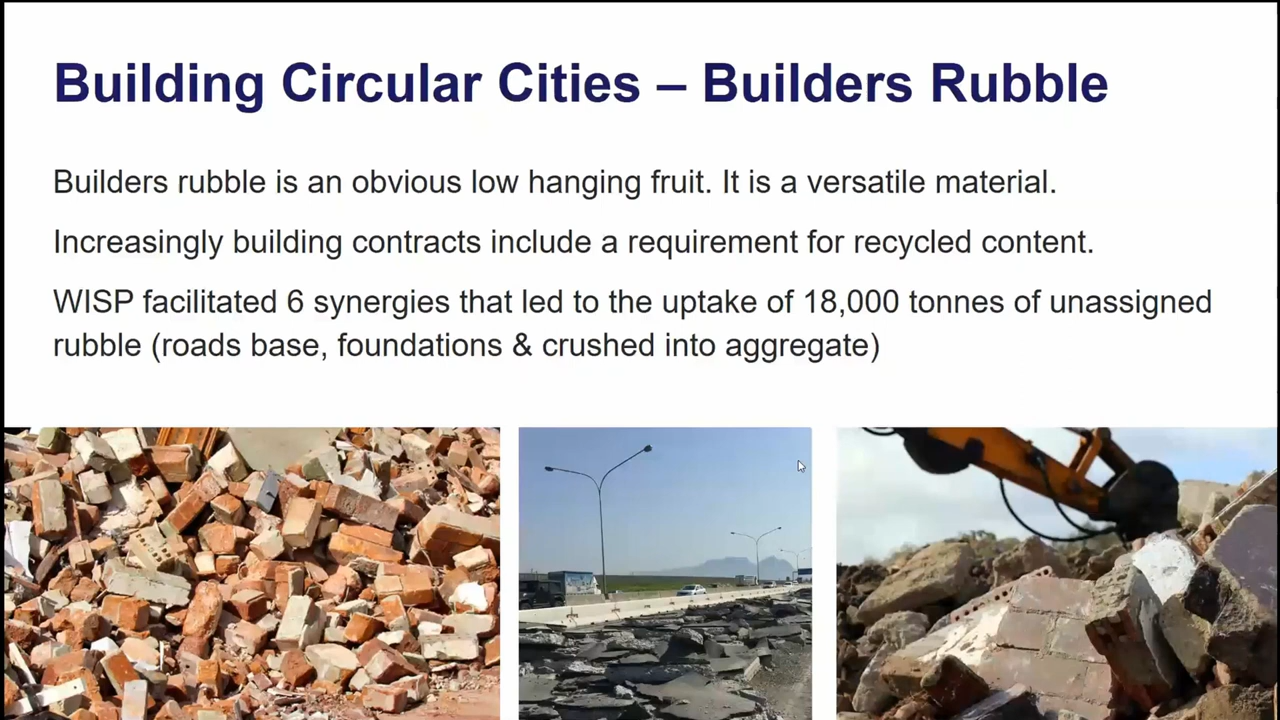 Building Circular Cities – Builders Rubble
Builders rubble is an obvious low hanging fruit. It is a versatile material.
Increasingly building contracts include a requirement for recycled content.
WISP facilitated 6 synergies that led to the uptake of 18,000 tonnes of unassigned
rubble (roads base, foundations & crushed into aggregate)